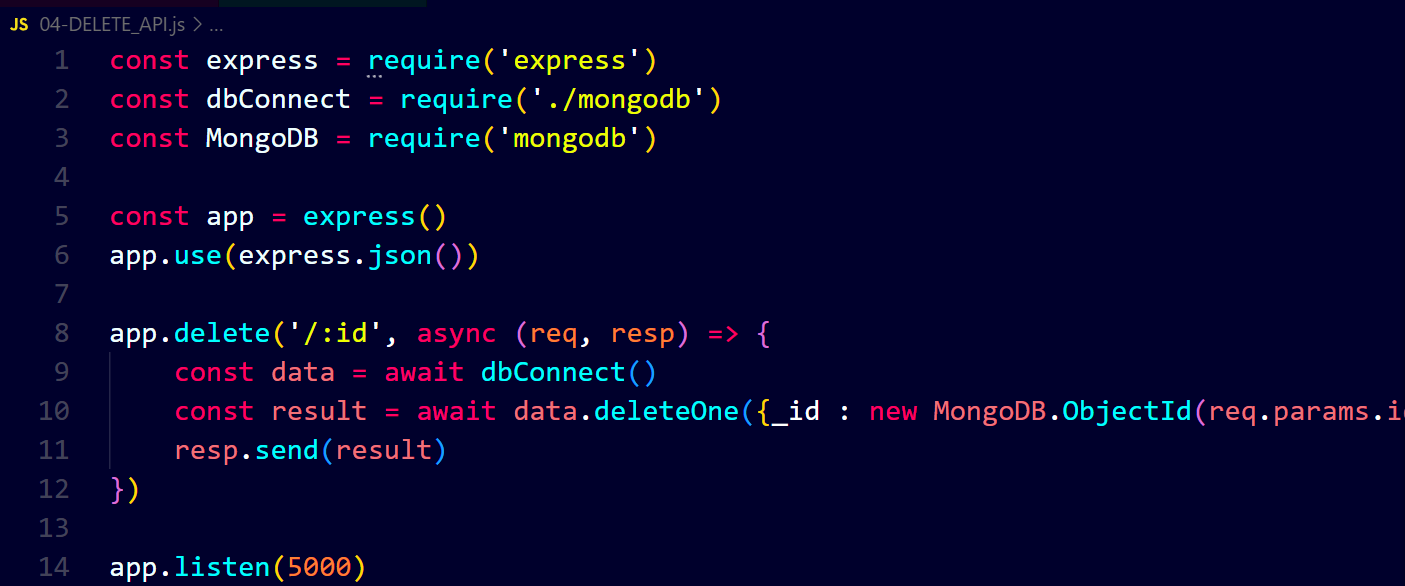 JS 04-DELETE_API.js > ...
1 const express = require('express')
2 const dbConnect = require('./mongodb')
3 const MongoDB = require('mongodb')
4
5 const app = express()
6 app.use(express.json())
7
8 app.delete('/:id', async (req, resp) => {
9     const data = await dbConnect()
10     const result = await data.deleteOne({_id : new MongoDB.ObjectId(req.params.i
11     resp.send(result)
12 })
13
14 app.listen(5000)